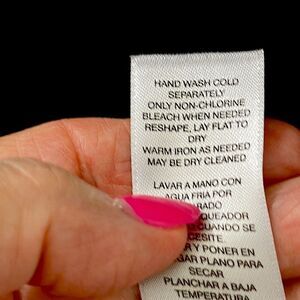 HAND WASH COLD
SEPARATELY
ONLY NON-CHLORINE
BLEACH WHEN NEEDED
RESHAPE, LAY FLAT TO
DRY
WARM IRON AS NEEDED
MAY BE DRY CLEANED
LAVAR A MANO CON
AGUA FRIA POR
CUANDO SE
Y PONER EN
PLANO PARA
SECAR
PLANCHAR A BAJA
TEMPERATURA